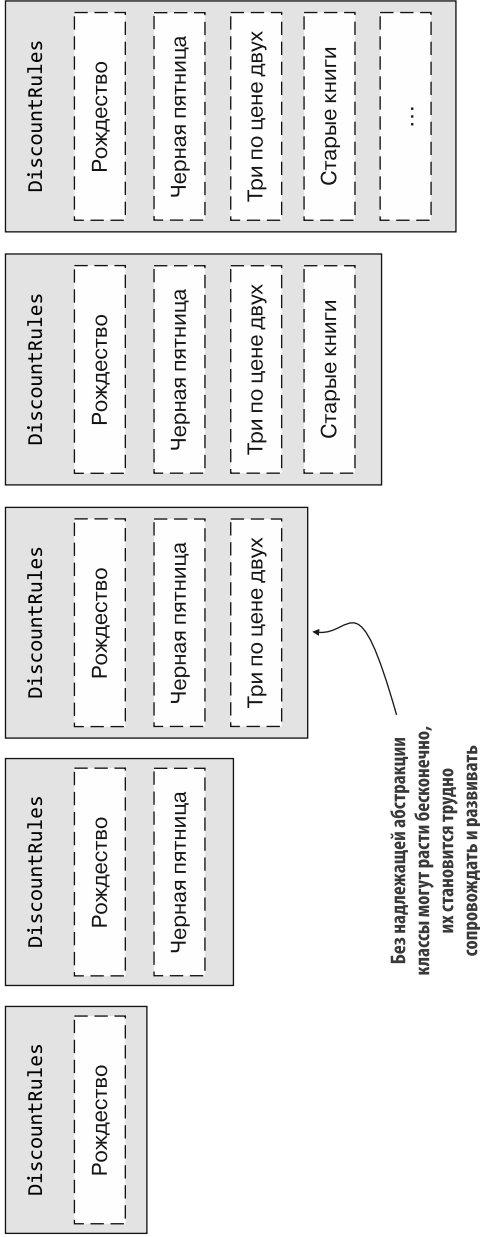 DiscountRules
Рождество
DiscountRules
Рождество
Черная пятница
DiscountRules
Рождество
Черная пятница
Три по цене двух
DiscountRules
Рождество
Черная пятница
Три по цене двух
Старые книги
DiscountRules
Рождество
Черная пятница
Три по цене двух
Старые книги
...
Без надлежащей абстракции
классы могут расти бесконечно,
их становится трудно
сопровождать и развивать